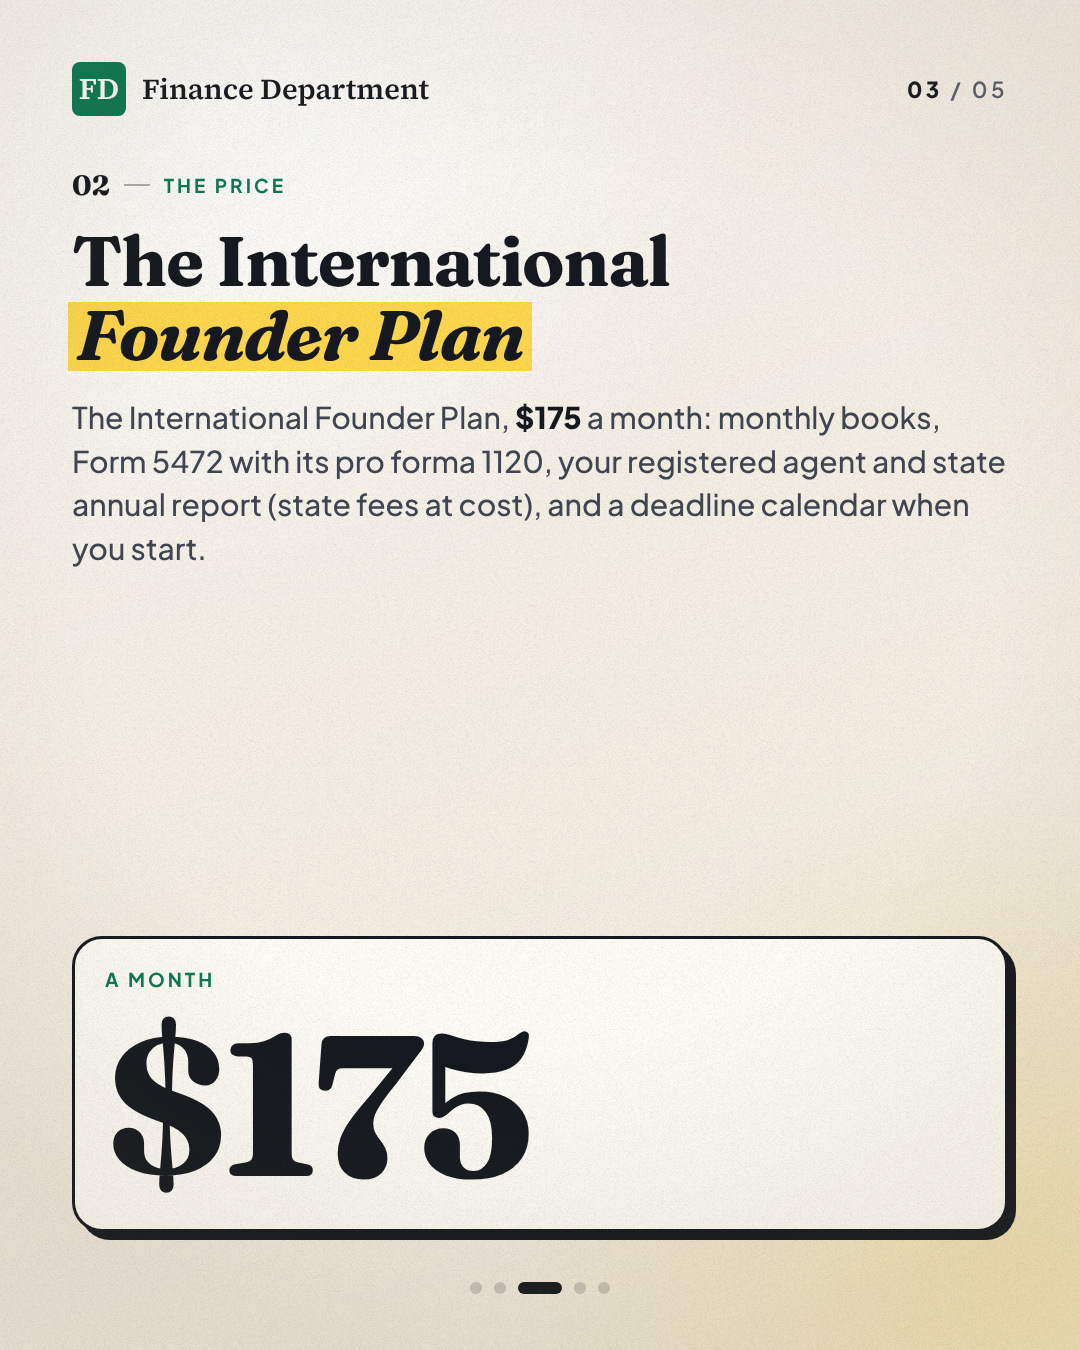 FD Finance Department
03 / 05
02 — THE PRICE
The International
Founder Plan
The International Founder Plan, $175 a month: monthly books,
Form 5472 with its pro forma 1120, your registered agent and state
annual report (state fees at cost), and a deadline calendar when
you start.
A MONTH
$175